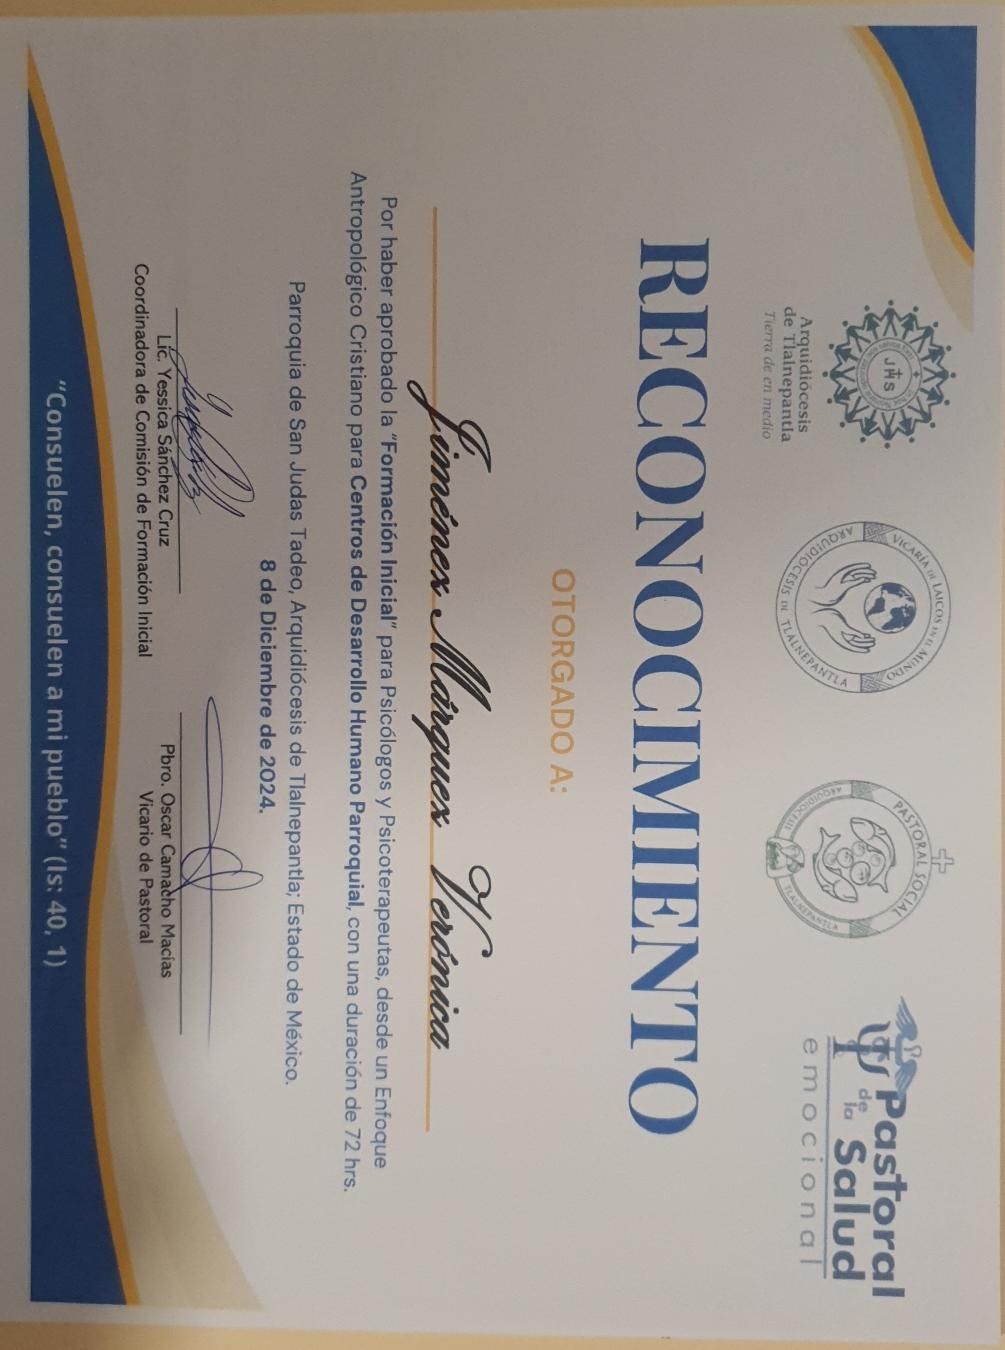 Arquidiócesis
de Tlalnepantla
Tierra de en medio
JHS
VICARÍA DE LAICOS EN EL MUNDO
ARQUIDIÓCESIS DE TLALNEPANTLA
PASTORAL SOCIAL
ARQUIDIÓCESIS TLALNEPANTLA
Pastoral
de la Salud
emocional
RECONOCIMIENTO
OTORGADO A:
Jiménez Márquez Verónica
Por haber aprobado la "Formación Inicial" para Psicólogos y Psicoterapeutas, desde un Enfoque
Antropológico Cristiano para Centros de Desarrollo Humano Parroquial, con una duración de 72 hrs.
Parroquia de San Judas Tadeo, Arquidiócesis de Tlalnepantla; Estado de México.
8 de Diciembre de 2024.
Lic. Yessica Sánchez Cruz
Coordinadora de Comisión de Formación Inicial
Pbro. Oscar Camacho Macías
Vicario de Pastoral
"Consuelen, consuelen a mi pueblo" (Is: 40, 1)